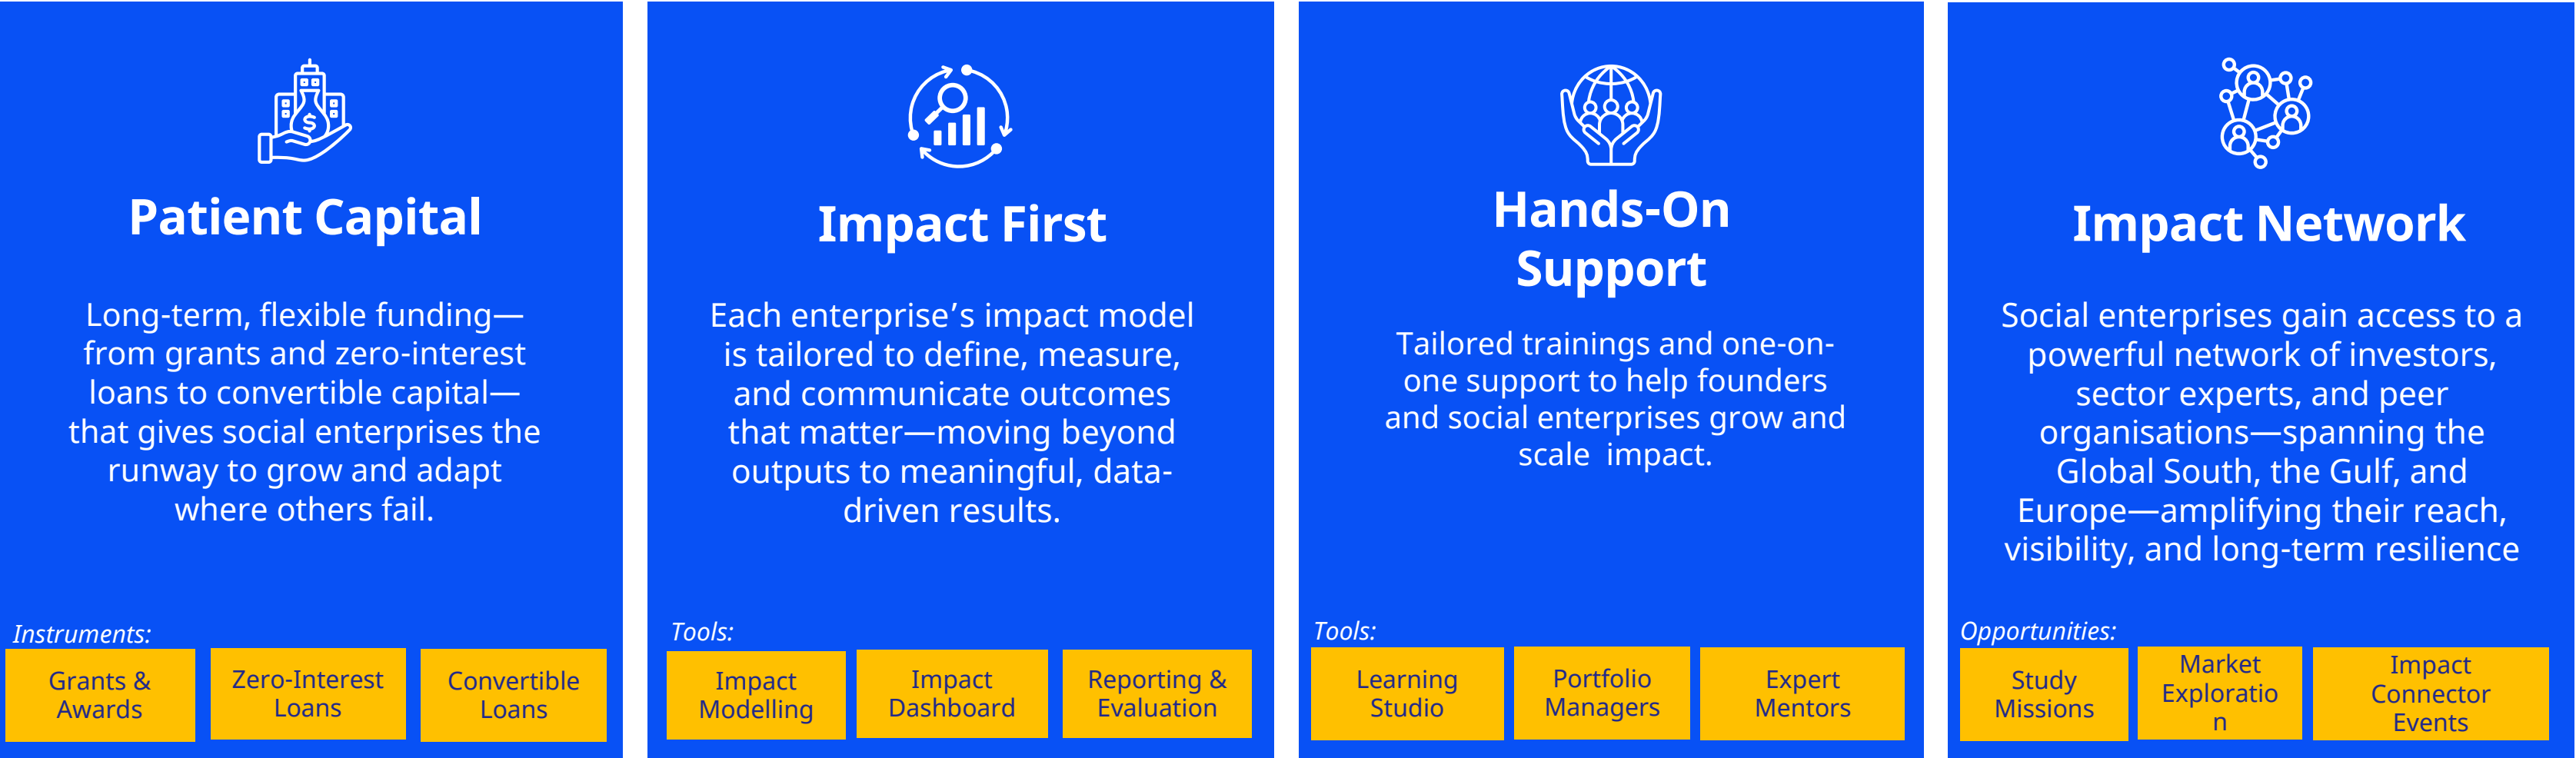 Patient Capital
Long-term, flexible funding—
from grants and zero-interest
loans to convertible capital—
that gives social enterprises the
runway to grow and adapt
where others fail.
Instruments:
Grants &
Awards
Zero-Interest
Loans
Convertible
Loans
Impact First
Each enterprise’s impact model
is tailored to define, measure,
and communicate outcomes
that matter—moving beyond
outputs to meaningful, data-
driven results.
Tools:
Impact
Modelling
Impact
Dashboard
Reporting &
Evaluation
Hands-On
Support
Tailored trainings and one-on-
one support to help founders
and social enterprises grow and
scale  impact.
Tools:
Learning
Studio
Portfolio
Managers
Expert
Mentors
Impact Network
Social enterprises gain access to a
powerful network of investors,
sector experts, and peer
organisations—spanning the
Global South, the Gulf, and
Europe—amplifying their reach,
visibility, and long-term resilience
Opportunities:
Study
Missions
Market
Exploratio
n
Impact
Connector
Events